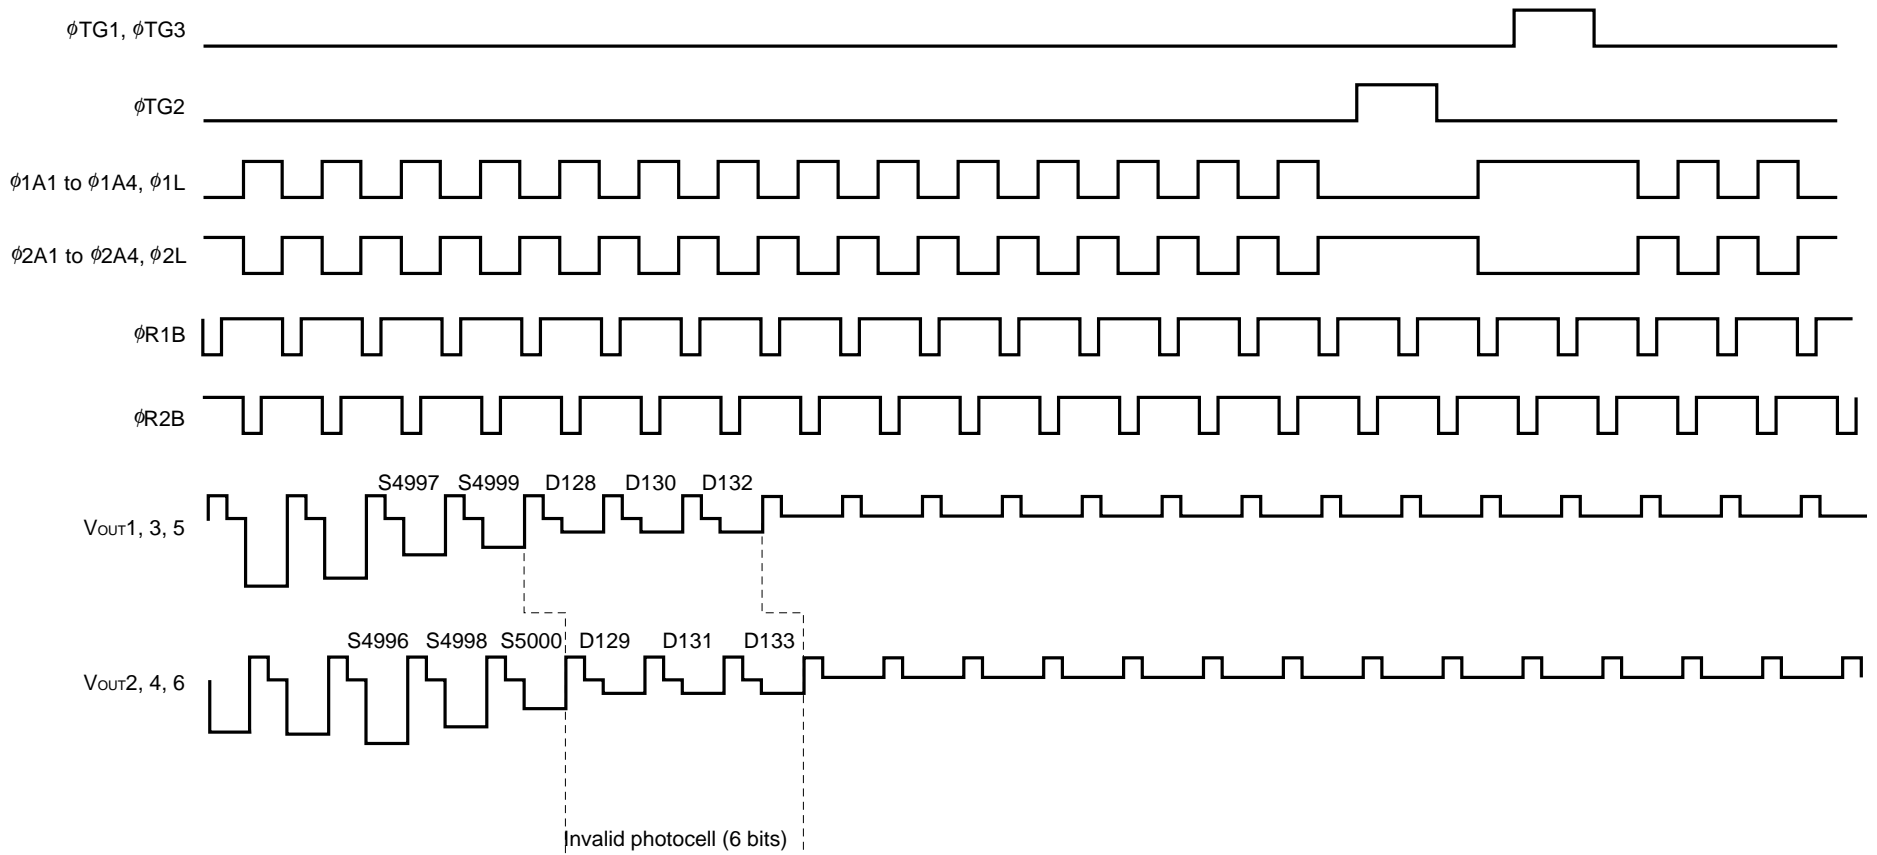 ϕTG1, ϕTG3
ϕTG2
ϕ1A1 to ϕ1A4, ϕ1L
ϕ2A1 to ϕ2A4, ϕ2L
ϕR1B
ϕR2B
S4997 S4999 D128 D130 D132
VOUT1, 3, 5
S4996 S4998 S5000 D129 D131 D133
VOUT2, 4, 6
Invalid photocell (6 bits)